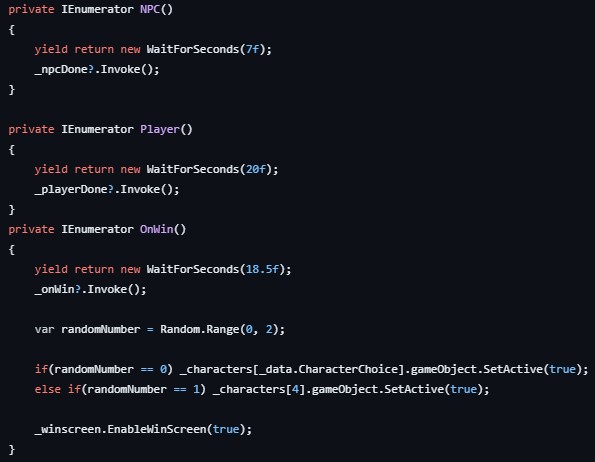 private IEnumerator NPC()
{
    yield return new WaitForSeconds(7f);
    _npcDone?.Invoke();
}

private IEnumerator Player()
{
    yield return new WaitForSeconds(20f);
    _playerDone?.Invoke();
}
private IEnumerator OnWin()
{
    yield return new WaitForSeconds(18.5f);
    _onWin?.Invoke();

    var randomNumber = Random.Range(0, 2);

    if(randomNumber == 0) _characters[_data.CharacterChoice].gameObject.SetActive(true);
    else if(randomNumber == 1) _characters[4].gameObject.SetActive(true);

    _winscreen.EnableWinScreen(true);
}